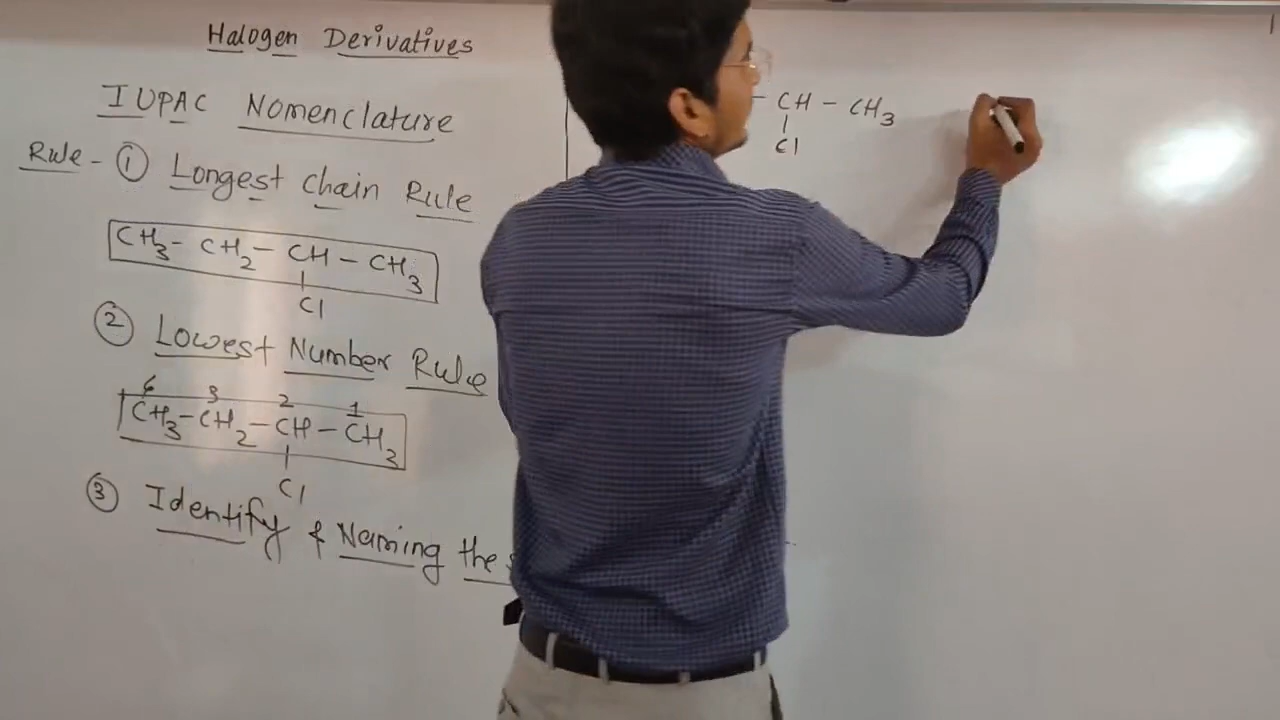 Halogen Derivatives
IUPAC Nomenclature
Rule - ① Longest chain Rule
CH3 - CH2 - CH - CH3
Cl
② Lowest Number Rule
4 3 2 1
CH3 - CH2 - CH - CH3
Cl
③ Identify & Naming the
- CH - CH3
Cl